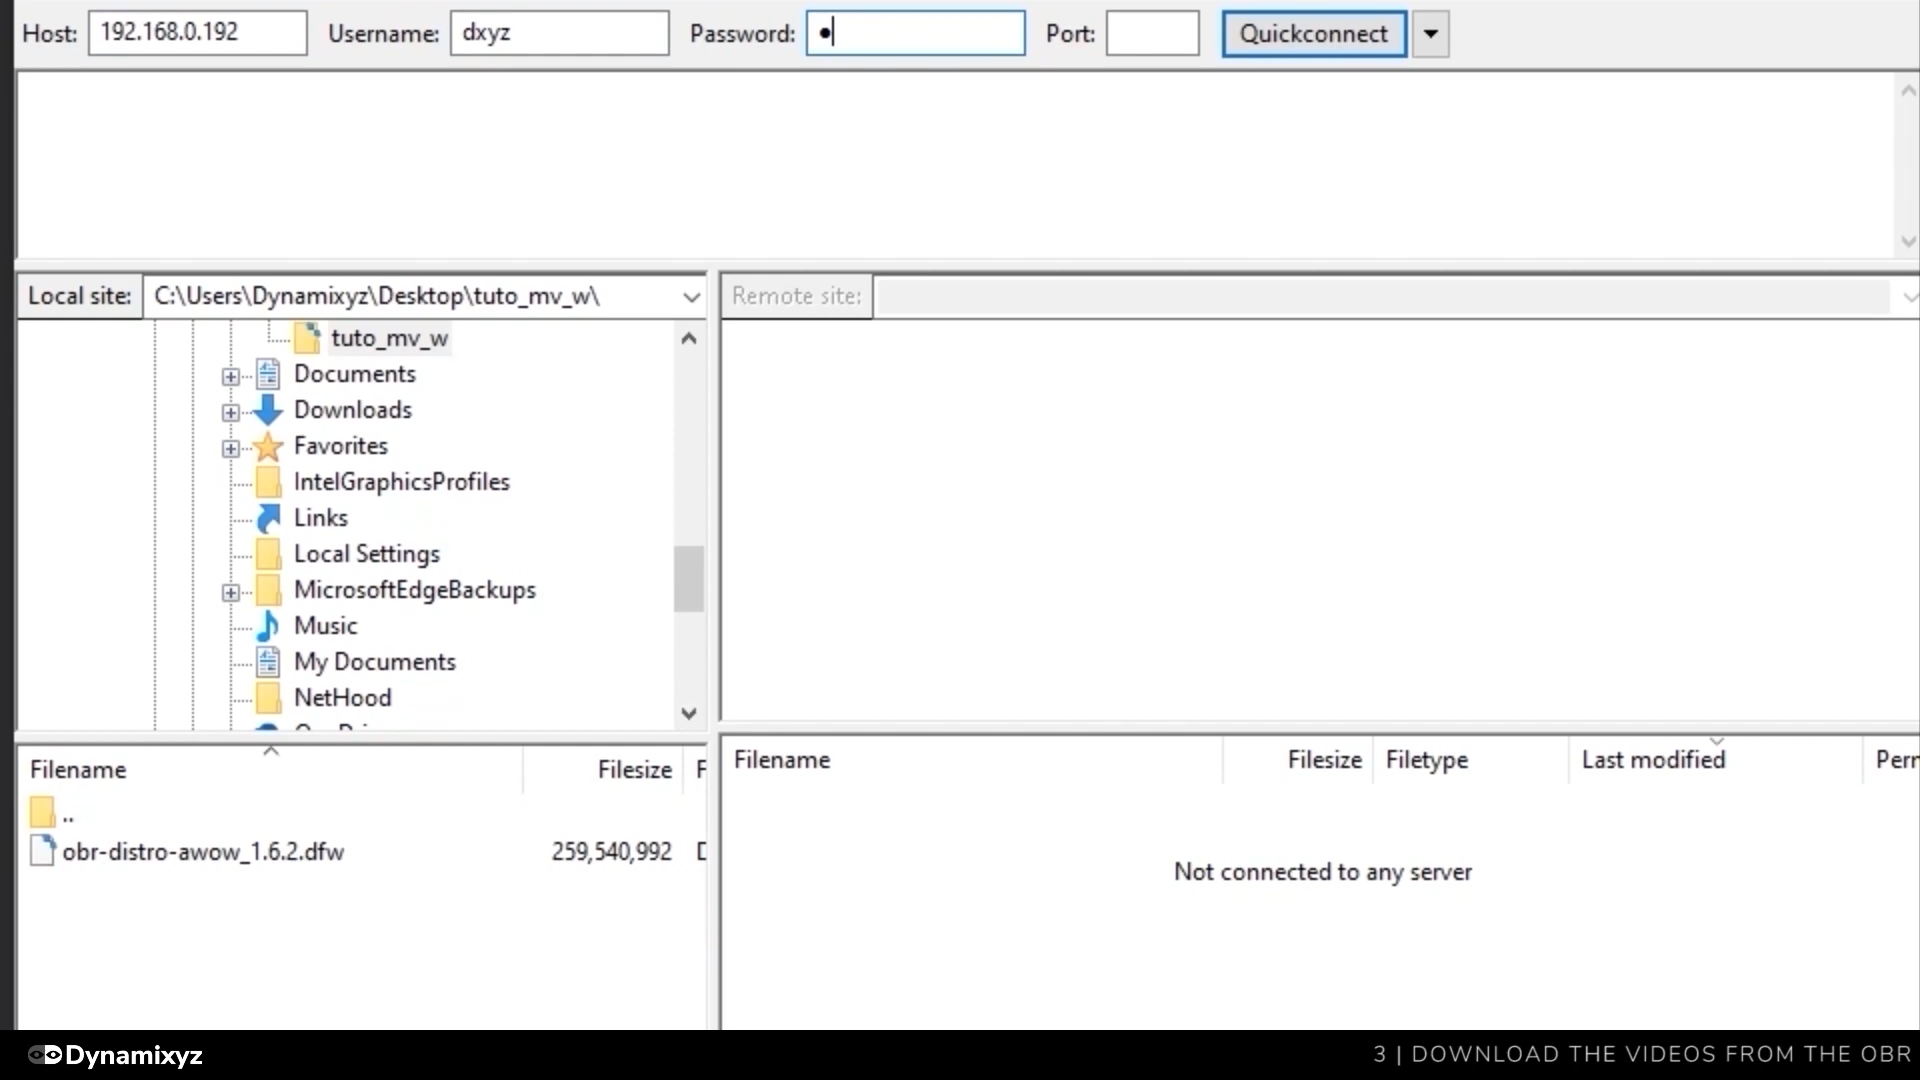 Host: 192.168.0.192 Username: dxyz Password: Port: Quickconnect
Local site: C:\Users\Dynamixyz\Desktop\tuto_mv_w\
Remote site:
tuto_mv_w
Documents
Downloads
Favorites
IntelGraphicsProfiles
Links
Local Settings
MicrosoftEdgeBackups
Music
My Documents
NetHood
Filename Filesize
..
obr-distro-awow_1.6.2.dfw 259,540,992
Filename Filesize Filetype Last modified
Not connected to any server
Dynamixyz
3 | DOWNLOAD THE VIDEOS FROM THE OBR